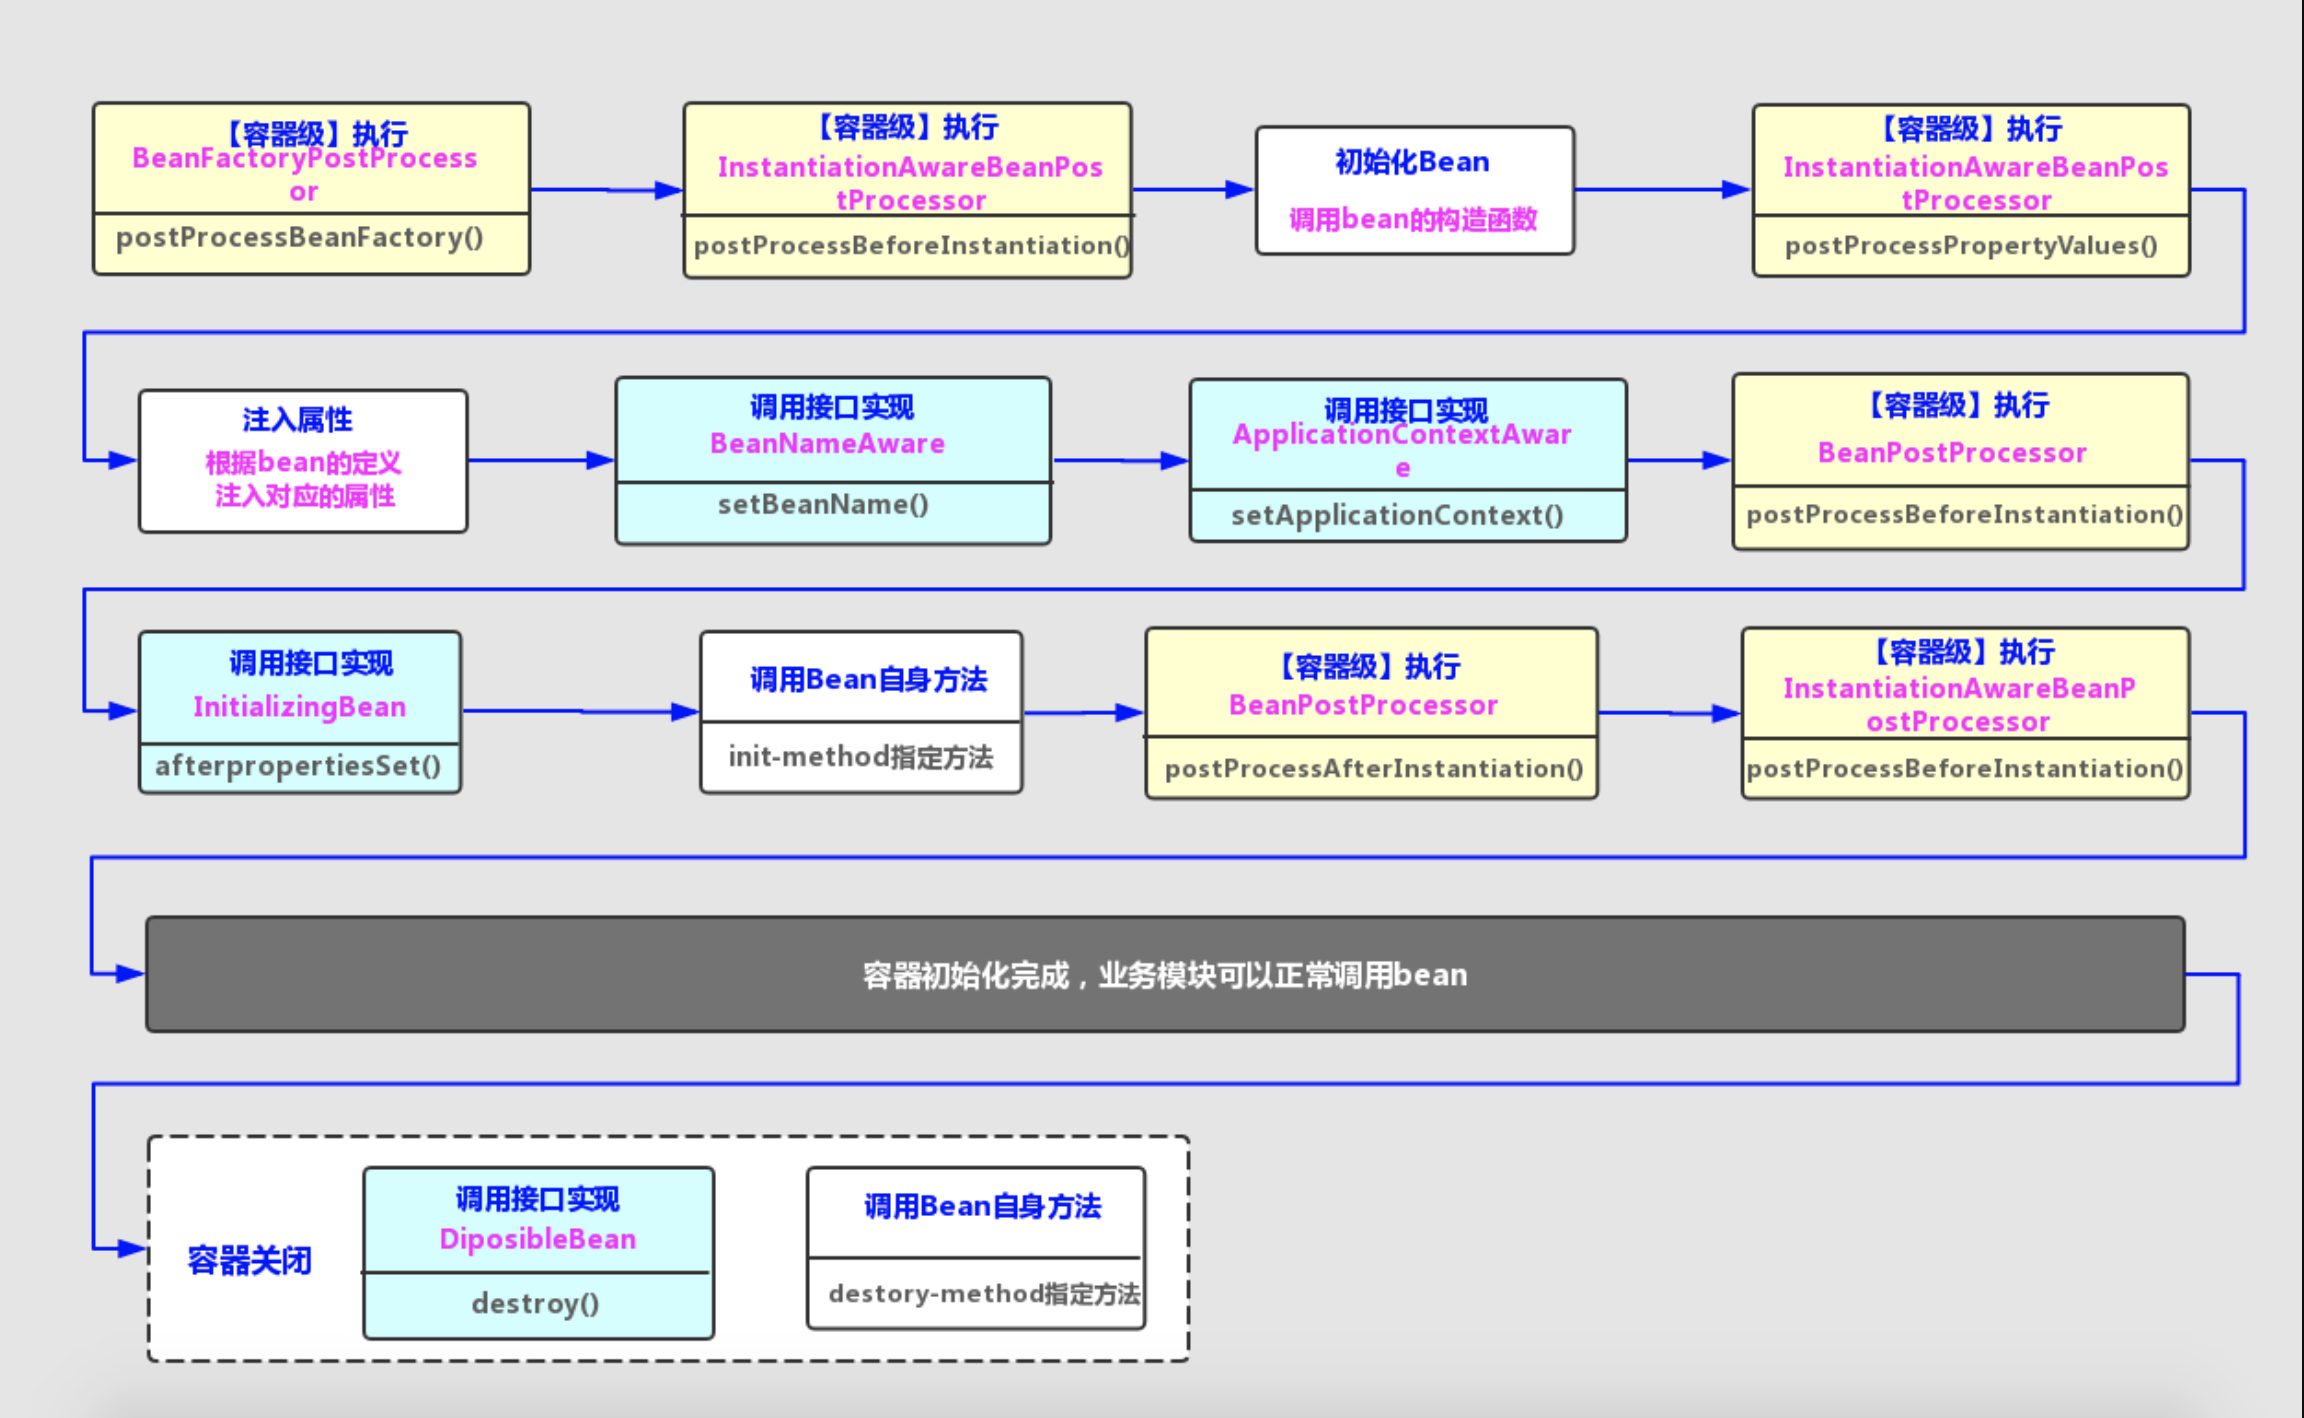 【容器级】执行
BeanFactoryPostProcess
or
postProcessBeanFactory()
【容器级】执行
InstantiationAwareBeanPos
tProcessor
postProcessBeforeInstantiation()
初始化Bean
调用bean的构造函数
【容器级】执行
InstantiationAwareBeanPos
tProcessor
postProcessPropertyValues()
注入属性
根据bean的定义
注入对应的属性
调用接口实现
BeanNameAware
setBeanName()
调用接口实现
ApplicationContextAwar
e
setApplicationContext()
【容器级】执行
BeanPostProcessor
postProcessBeforeInstantiation()
调用接口实现
InitializingBean
afterpropertiesSet()
调用Bean自身方法
init-method指定方法
【容器级】执行
BeanPostProcessor
postProcessAfterInstantiation()
【容器级】执行
InstantiationAwareBeanP
ostProcessor
postProcessBeforeInstantiation()
容器初始化完成，业务模块可以正常调用bean
容器关闭
调用接口实现
DiposibleBean
destroy()
调用Bean自身方法
destory-method指定方法